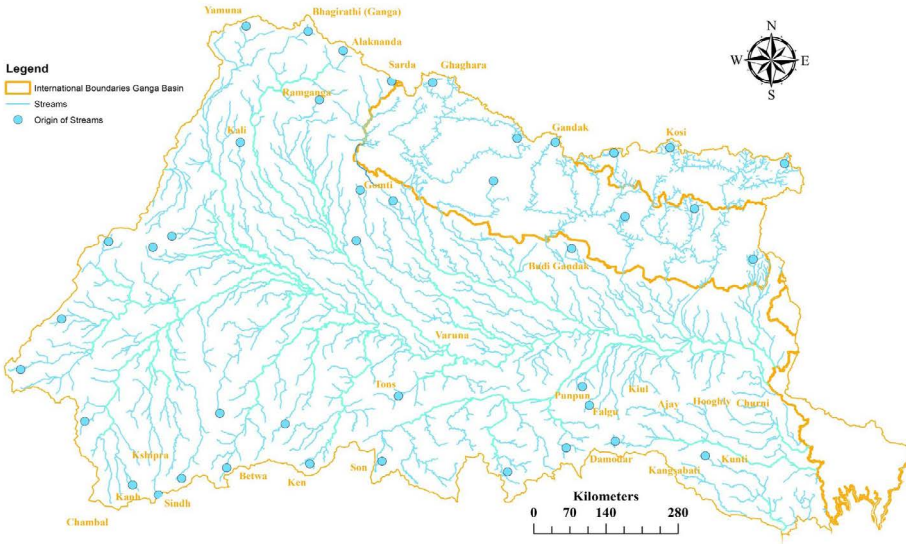 Yamuna
Bhagirathi (Ganga)
Alaknanda
N
W
E
S
Legend
International Boundaries Ganga Basin
Streams
Origin of Streams
Sarda
Ghaghara
Ramganga
Kali
Gandak
Kosi
Gomti
Budi Gandak
Varuna
Tons
Punpun
Kiul
Falgu
Ajay
Hooghly
Churni
Kshipra
Kanh
Sindh
Betwa
Ken
Son
Damodar
Kangsabati
Kunti
Chambal
Kilometers
0 70 140 280